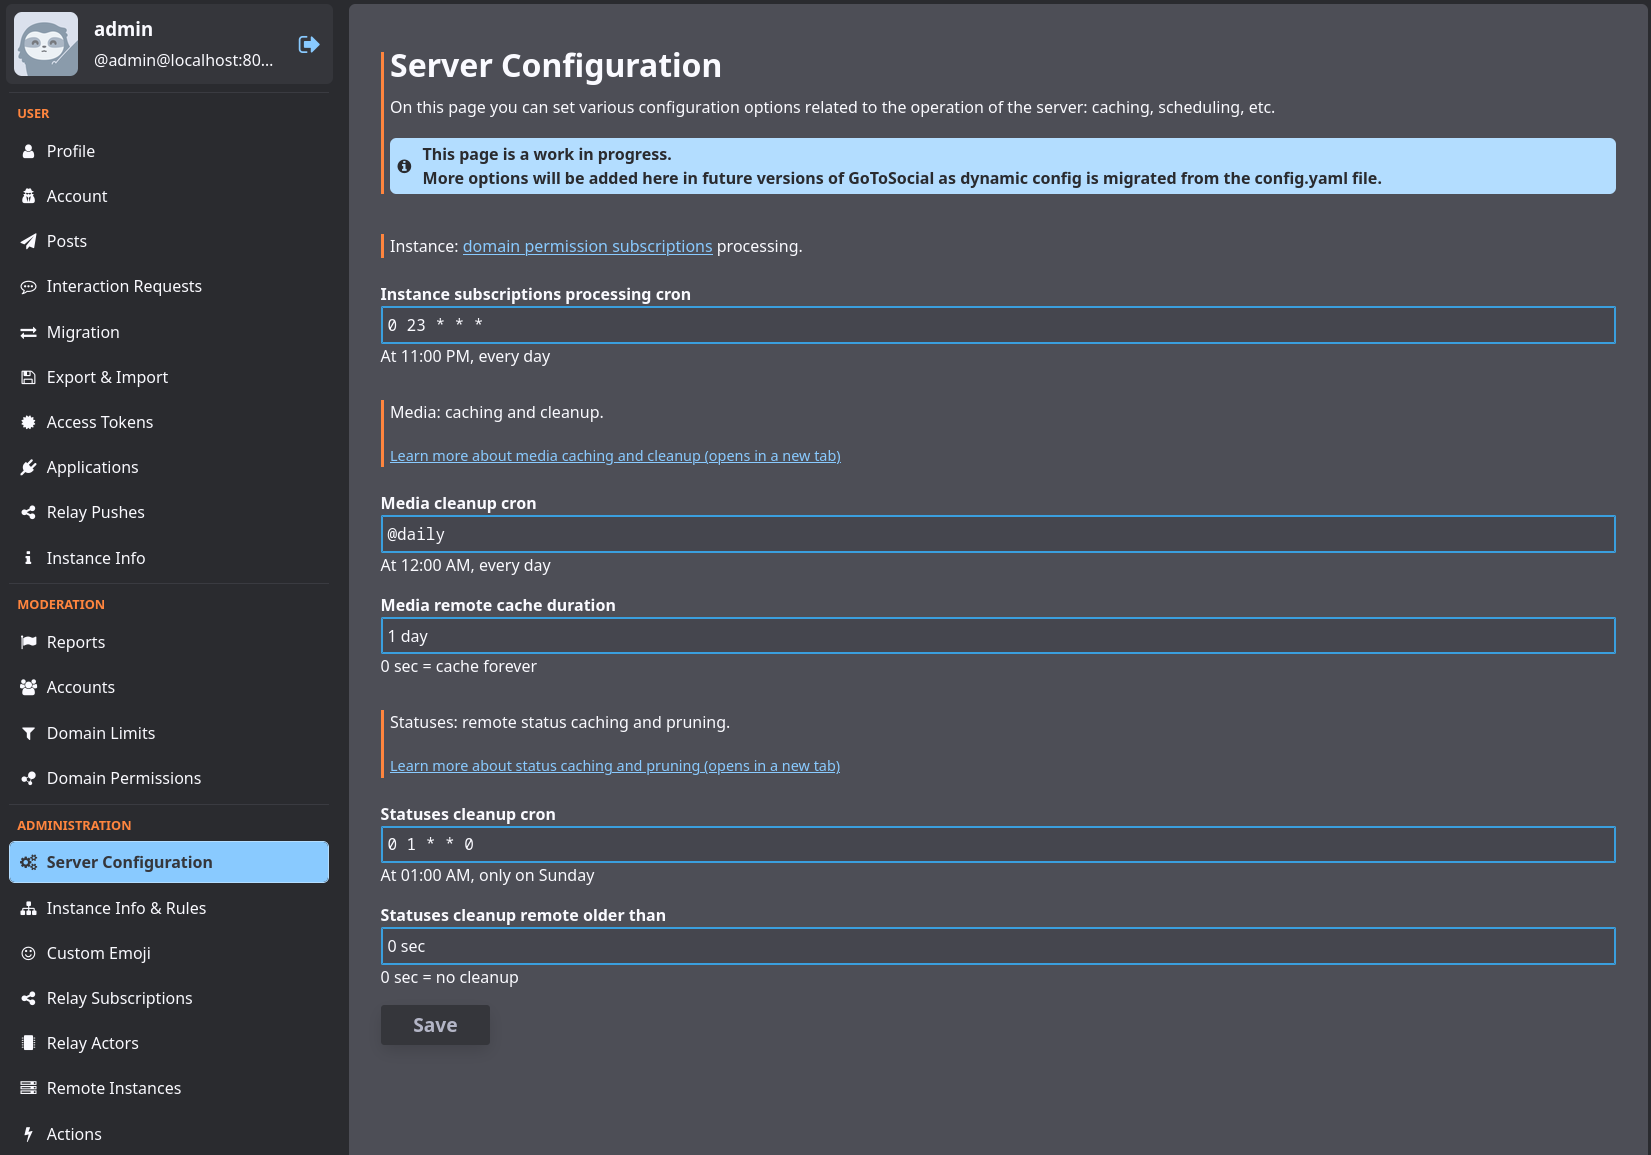 admin
@admin@localhost:80...
USER
Profile
Account
Posts
Interaction Requests
Migration
Export & Import
Access Tokens
Applications
Relay Pushes
Instance Info
MODERATION
Reports
Accounts
Domain Limits
Domain Permissions
ADMINISTRATION
Server Configuration
Instance Info & Rules
Custom Emoji
Relay Subscriptions
Relay Actors
Remote Instances
Actions
Server Configuration
On this page you can set various configuration options related to the operation of the server: caching, scheduling, etc.
This page is a work in progress.
More options will be added here in future versions of GoToSocial as dynamic config is migrated from the config.yaml file.
Instance: domain permission subscriptions processing.
Instance subscriptions processing cron
0 23 * * *
At 11:00 PM, every day
Media: caching and cleanup.
Learn more about media caching and cleanup (opens in a new tab)
Media cleanup cron
@daily
At 12:00 AM, every day
Media remote cache duration
1 day
0 sec = cache forever
Statuses: remote status caching and pruning.
Learn more about status caching and pruning (opens in a new tab)
Statuses cleanup cron
0 1 * * 0
At 01:00 AM, only on Sunday
Statuses cleanup remote older than
0 sec
0 sec = no cleanup
Save